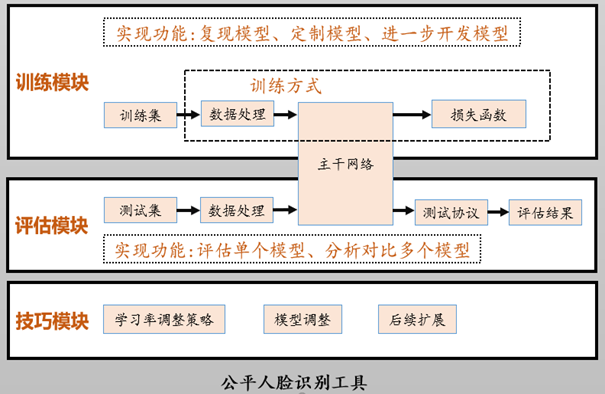 实现功能:复现模型、定制模型、进一步开发模型
训练模块
训练方式
训练集
数据处理
损失函数
主干网络
评估模块
测试集
数据处理
测试协议
评估结果
实现功能:评估单个模型、分析对比多个模型
技巧模块
学习率调整策略
模型调整
后续扩展
公平人脸识别工具